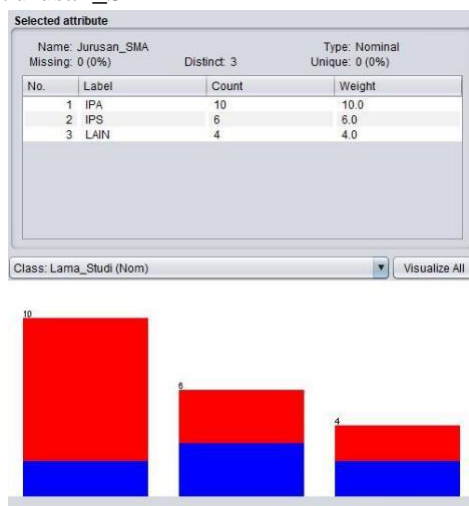 Selected attribute
Name: Jurusan_SMA Type: Nominal
Missing: 0 (0%) Distinct: 3 Unique: 0 (0%)
No. Label Count Weight
1 IPA 10 10.0
2 IPS 6 6.0
3 LAIN 4 4.0
Class: Lama_Studi (Nom) Visualize All
10
6
4